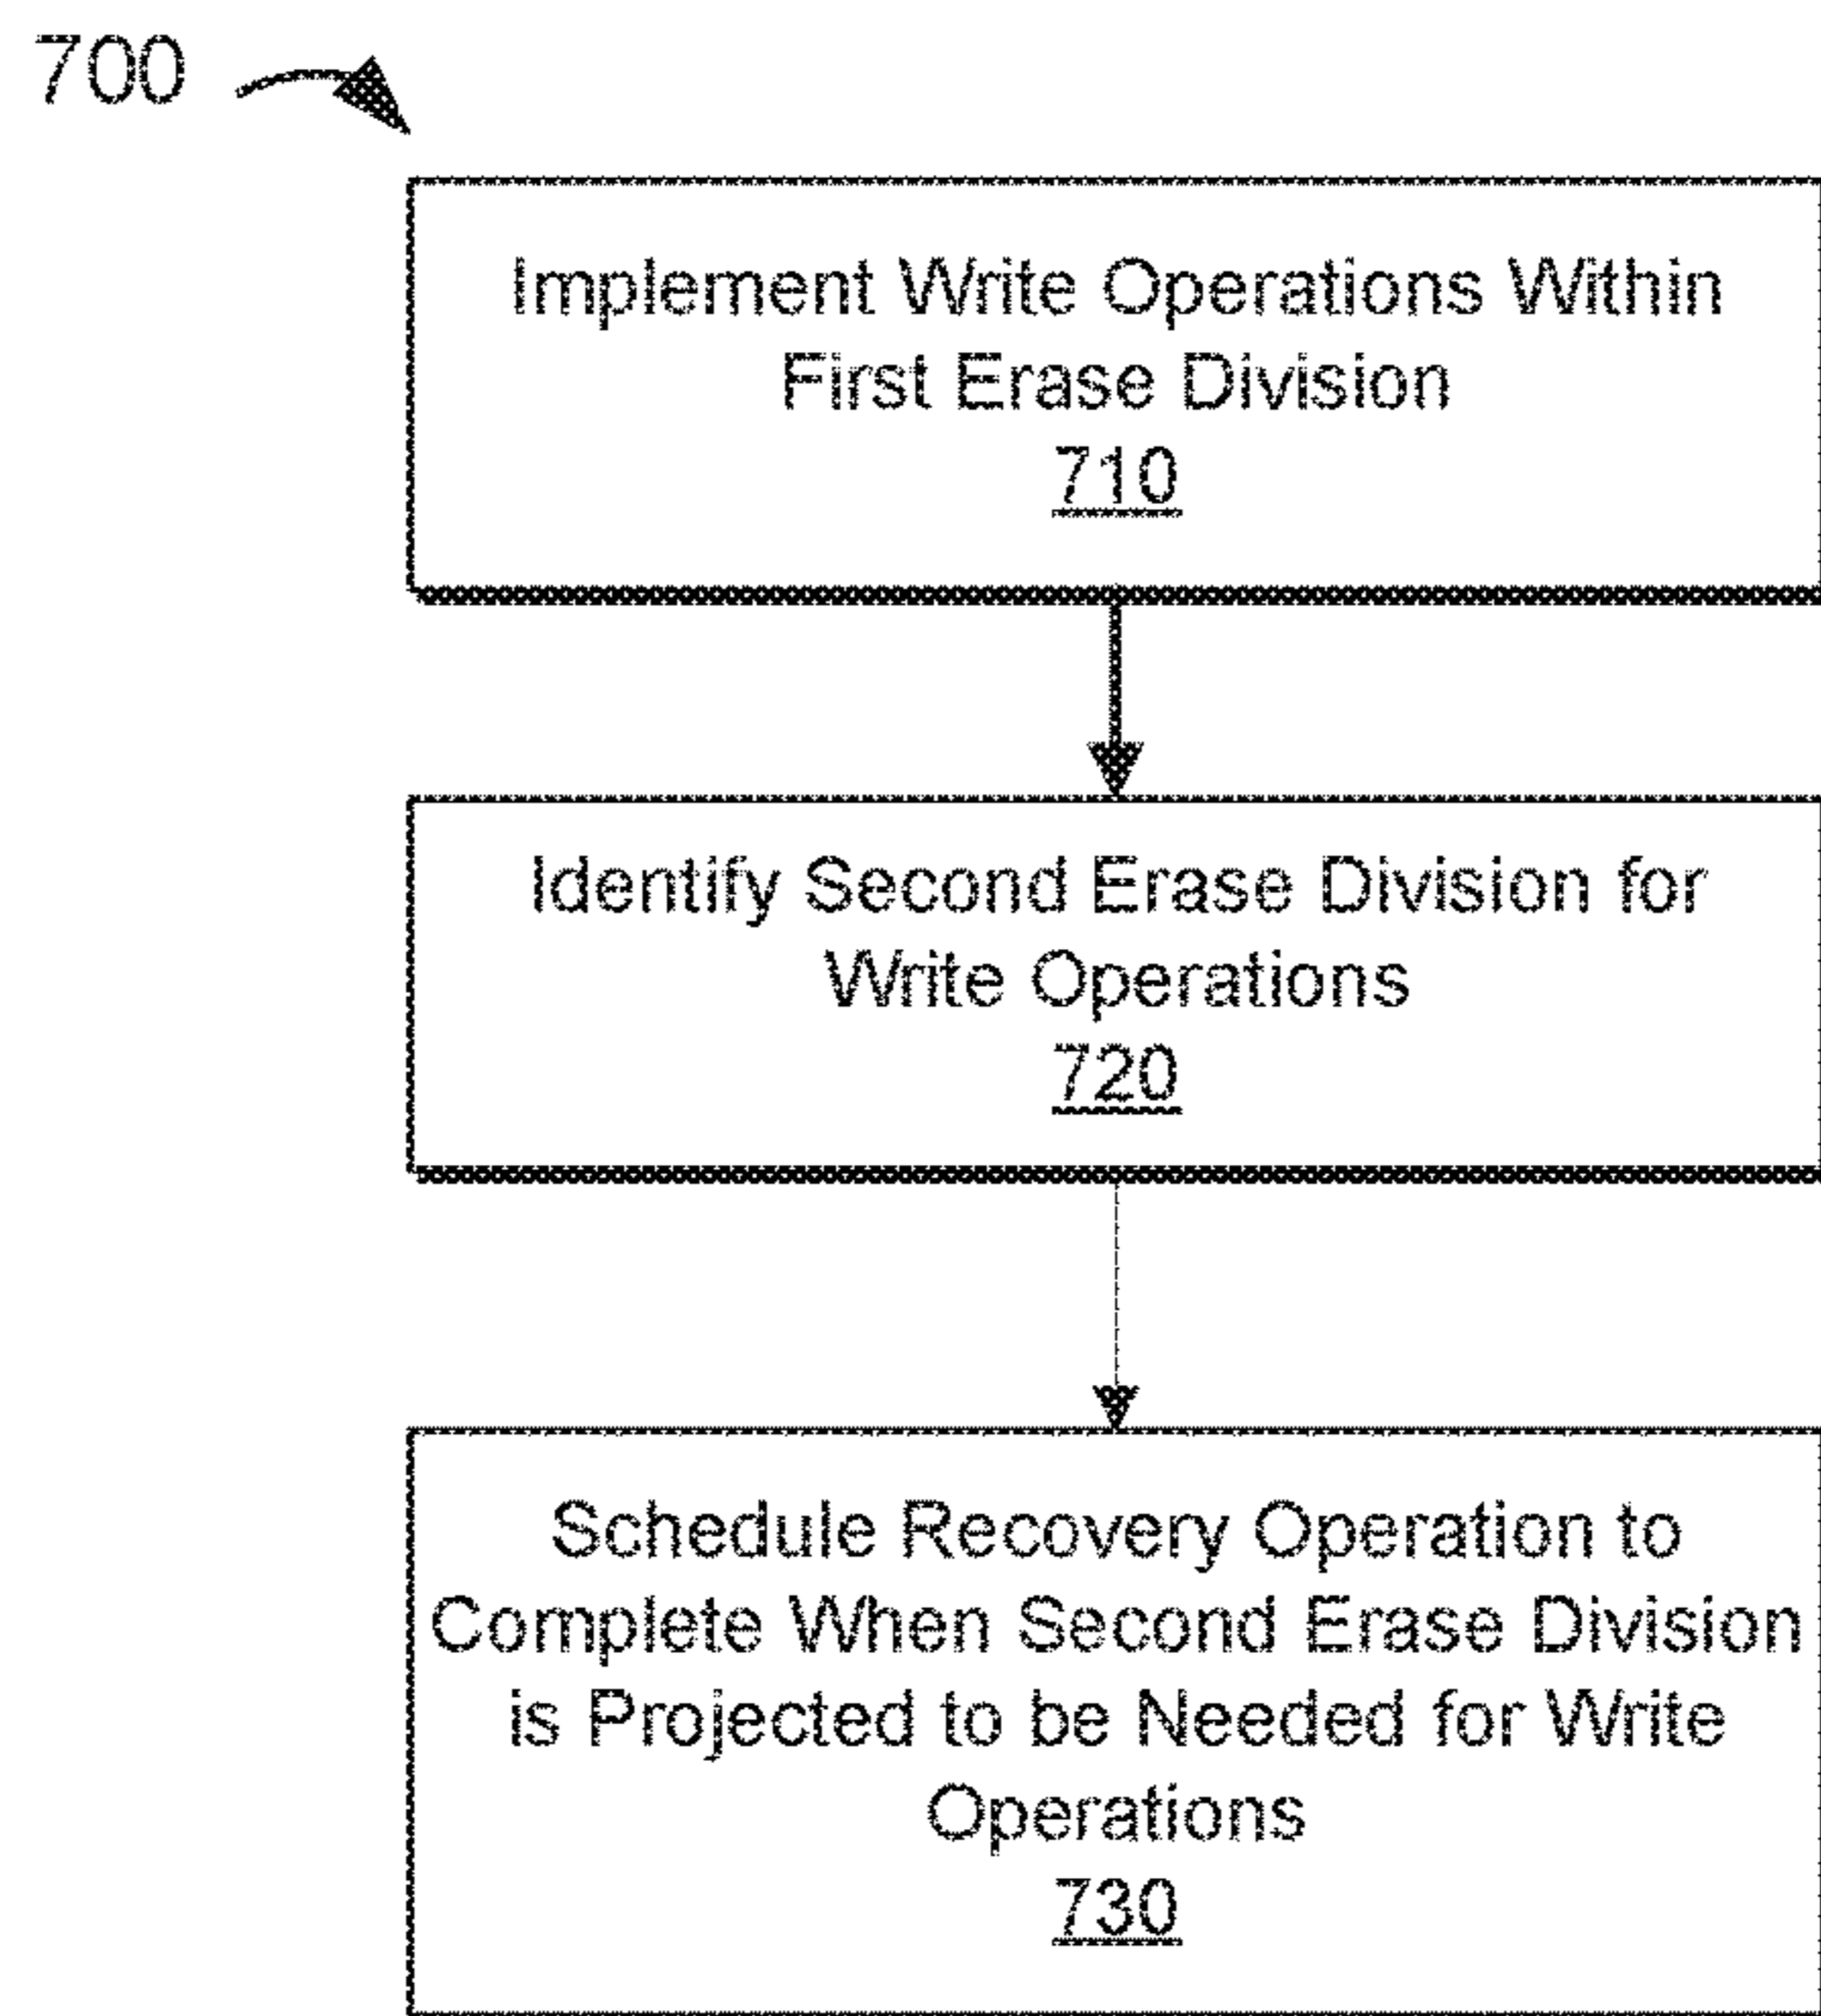 700
Implement Write Operations Within
First Erase Division
710
Identify Second Erase Division for
Write Operations
720
Schedule Recovery Operation to
Complete When Second Erase Division
is Projected to be Needed for Write
Operations
730